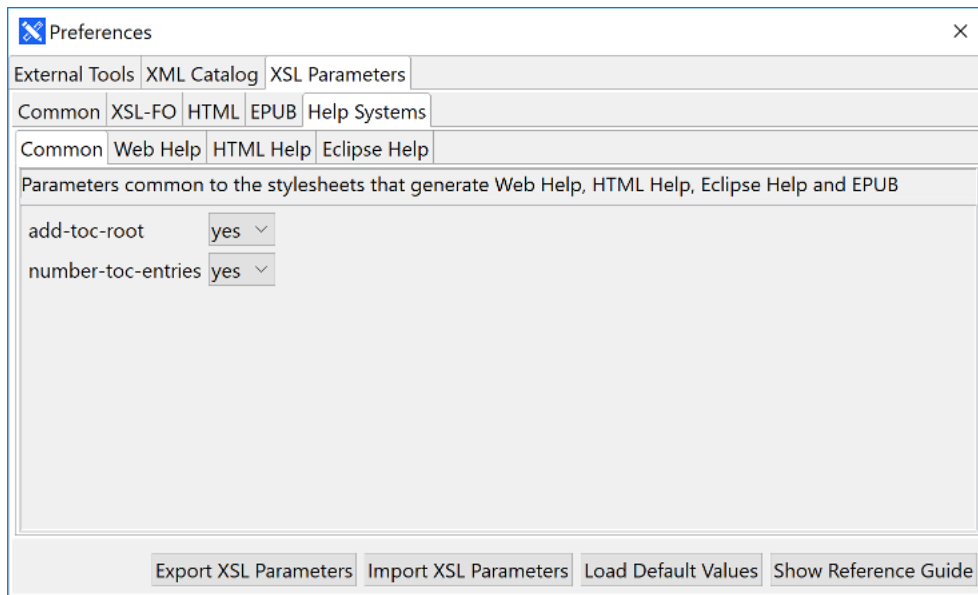 Preferences
External Tools XML Catalog XSL Parameters
Common XSL-FO HTML EPUB Help Systems
Common Web Help HTML Help Eclipse Help
Parameters common to the stylesheets that generate Web Help, HTML Help, Eclipse Help and EPUB
add-toc-root yes
number-toc-entries yes
Export XSL Parameters Import XSL Parameters Load Default Values Show Reference Guide